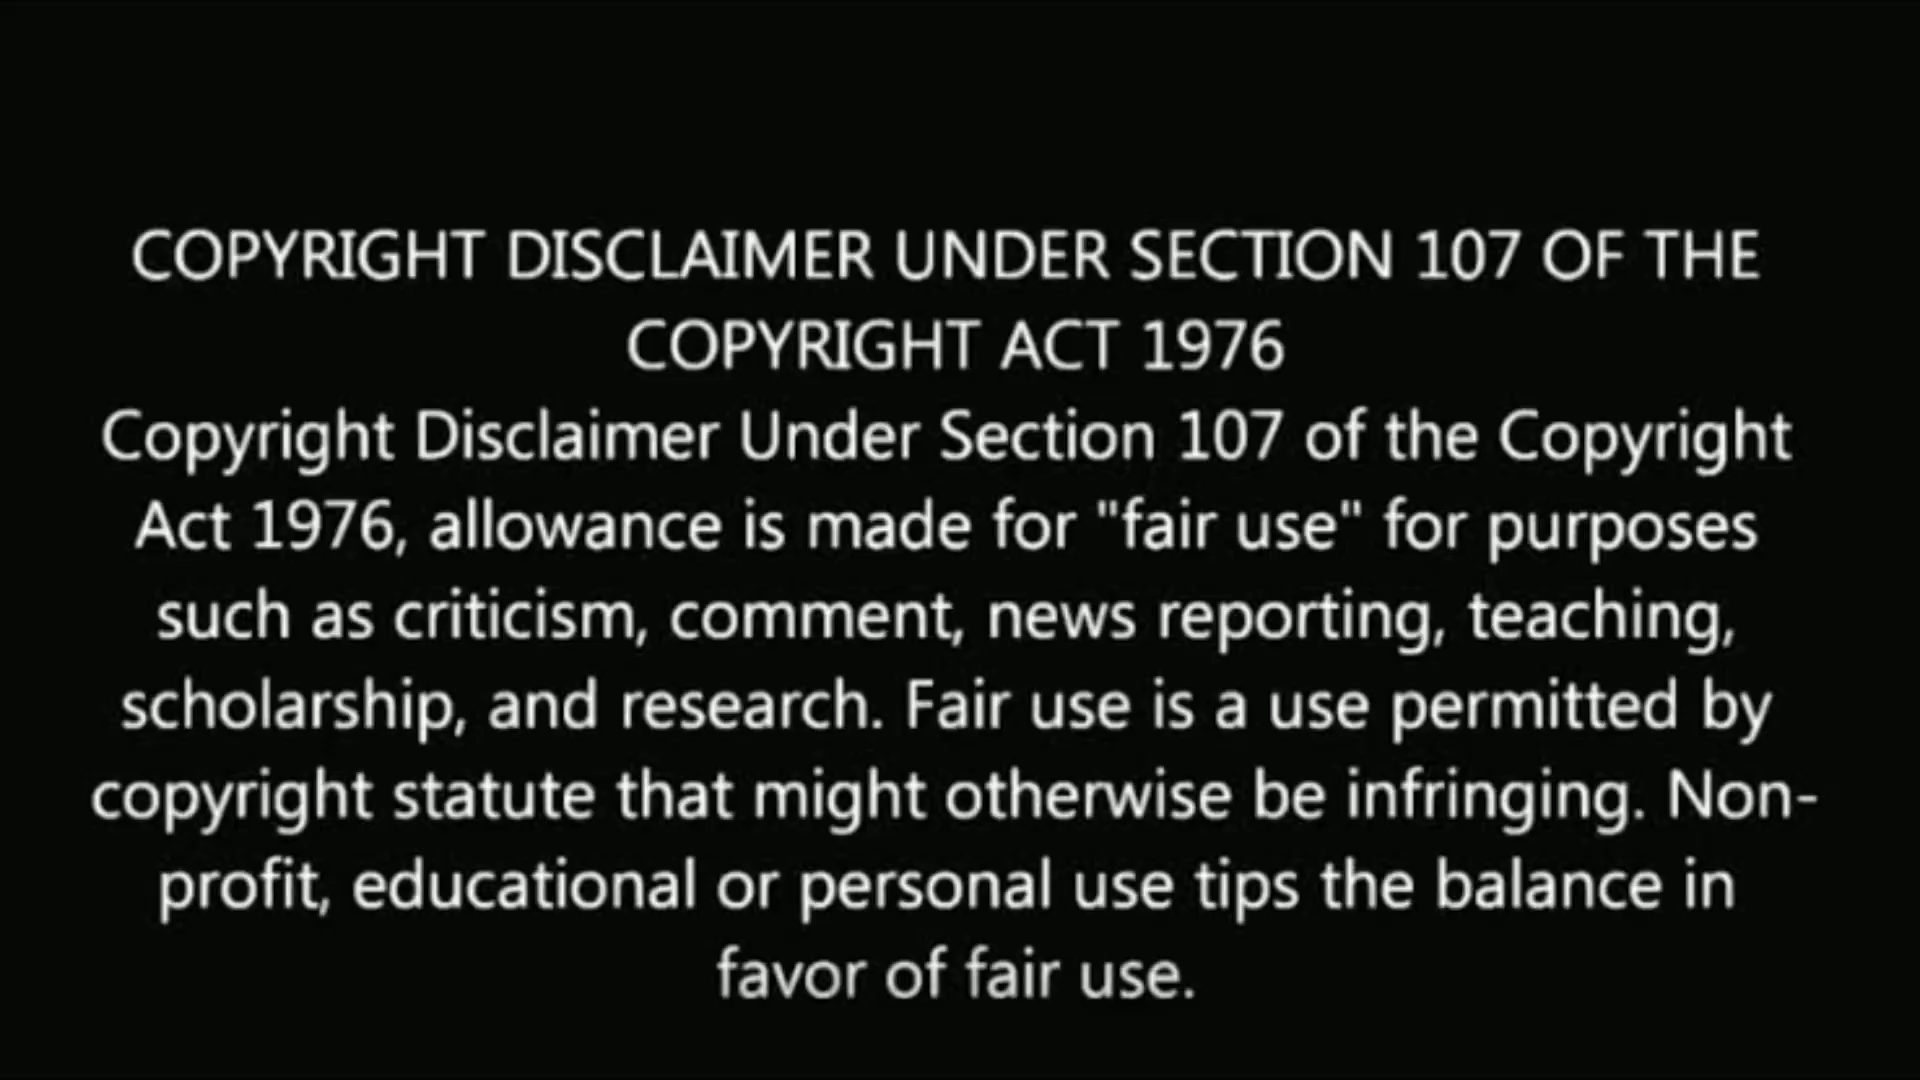 COPYRIGHT DISCLAIMER UNDER SECTION 107 OF THE
COPYRIGHT ACT 1976
Copyright Disclaimer Under Section 107 of the Copyright
Act 1976, allowance is made for "fair use" for purposes
such as criticism, comment, news reporting, teaching,
scholarship, and research. Fair use is a use permitted by
copyright statute that might otherwise be infringing. Non-
profit, educational or personal use tips the balance in
favor of fair use.